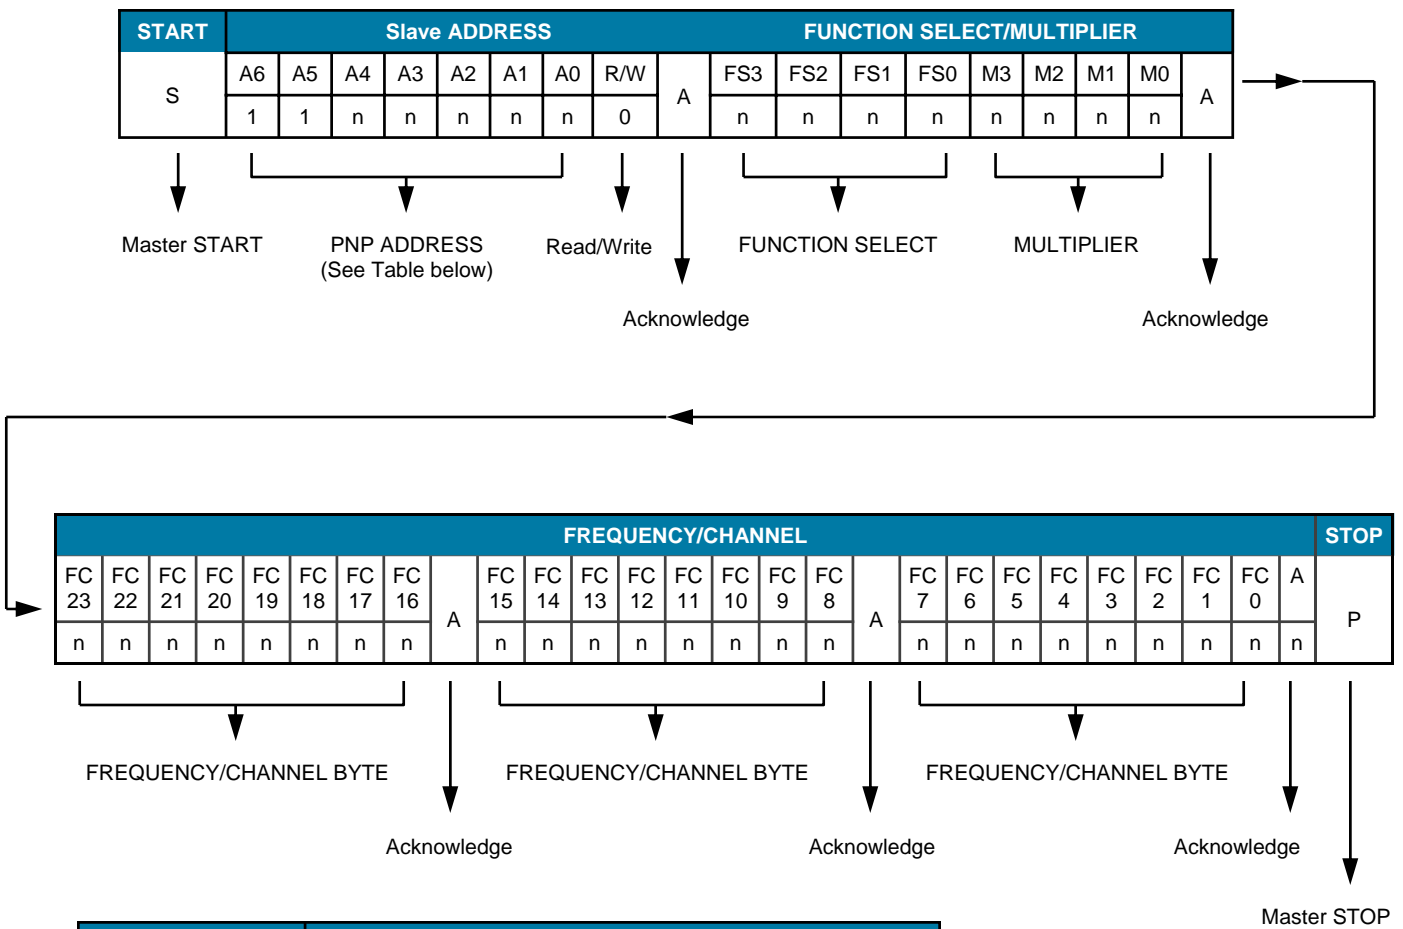 START Slave ADDRESS FUNCTION SELECT/MULTIPLIER
S A6 A5 A4 A3 A2 A1 A0 R/W A FS3 FS2 FS1 FS0 M3 M2 M1 M0 A
1 1 n n n n n 0 n n n n n n n n
Master START PNP ADDRESS (See Table below) Read/Write FUNCTION SELECT MULTIPLIER
Acknowledge Acknowledge
FREQUENCY/CHANNEL STOP
FC 23 FC 22 FC 21 FC 20 FC 19 FC 18 FC 17 FC 16 A FC 15 FC 14 FC 13 FC 12 FC 11 FC 10 FC 9 FC 8 A FC 7 FC 6 FC 5 FC 4 FC 3 FC 2 FC 1 FC 0 A P
n n n n n n n n n n n n n n n n n n n n n n n n n
FREQUENCY/CHANNEL BYTE FREQUENCY/CHANNEL BYTE FREQUENCY/CHANNEL BYTE
Acknowledge Acknowledge Acknowledge
Master STOP